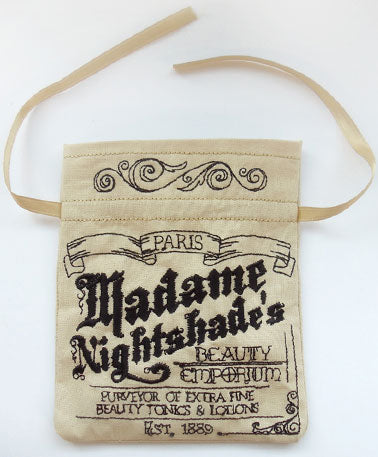 PARIS
Madame
Nightshade's
BEAUTY
EMPORIUM
PURVEYOR OF EXTRA FINE
BEAUTY TONICS & LOTIONS
EST. 1889